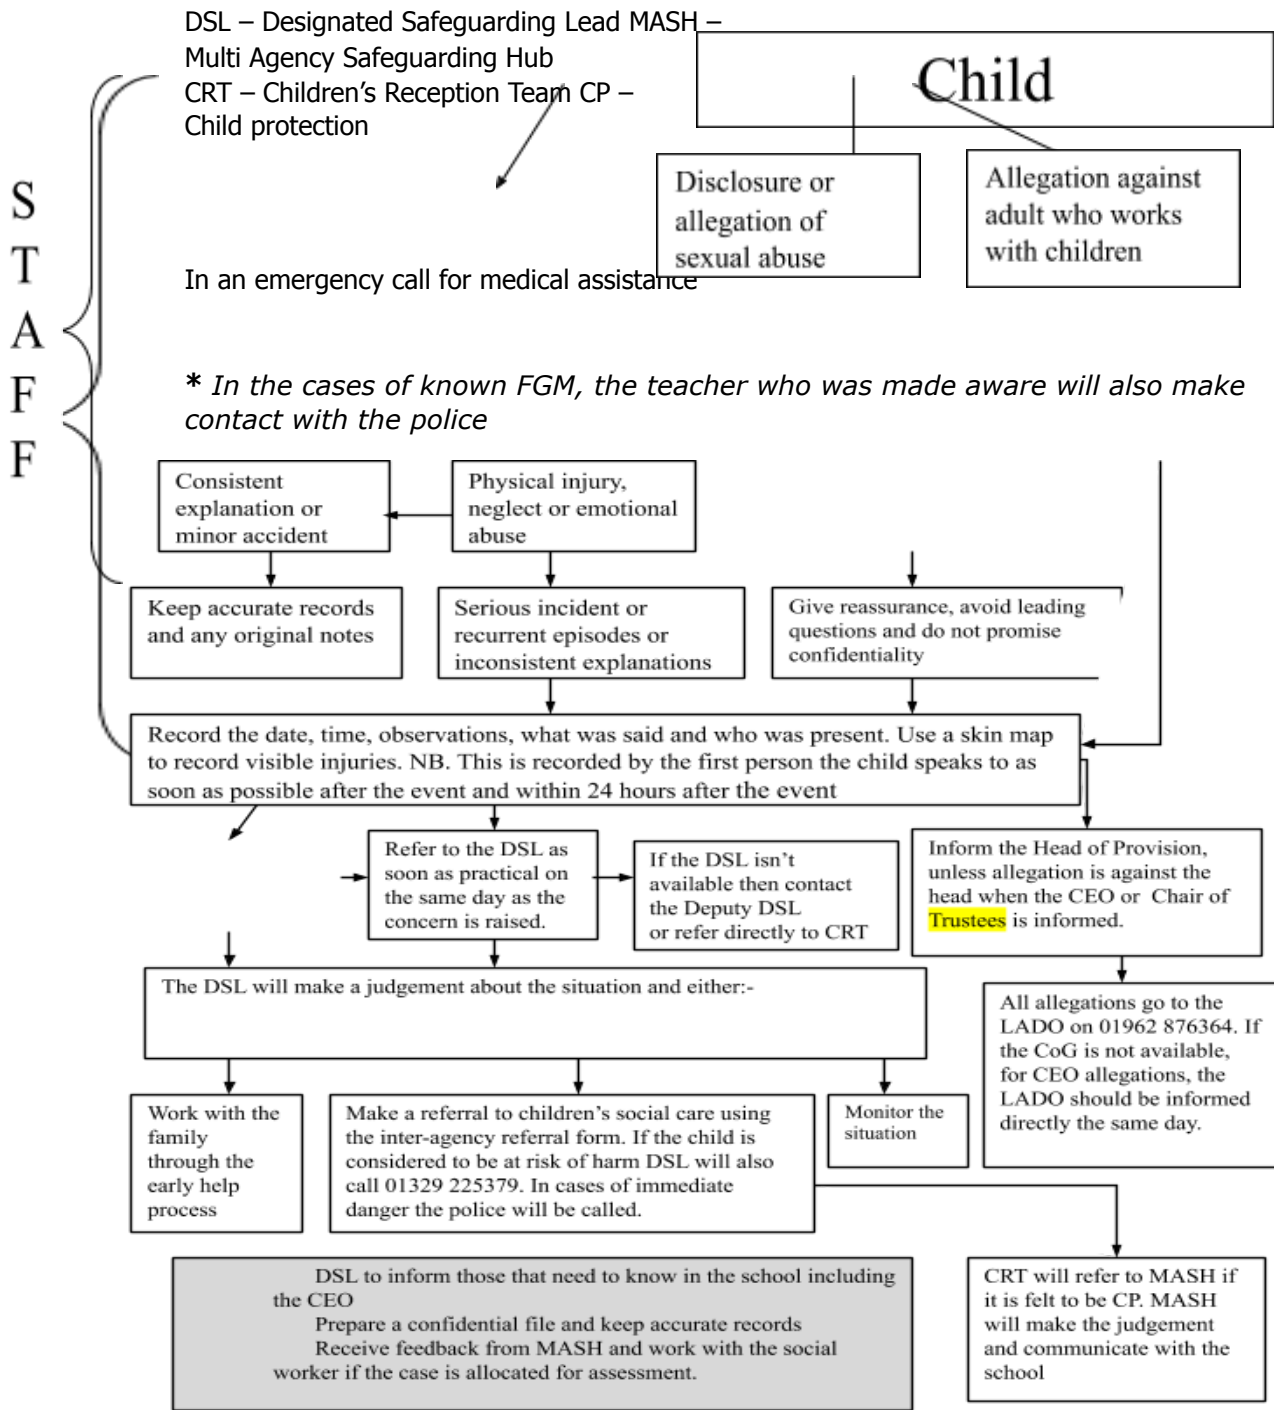 DSL – Designated Safeguarding Lead MASH –
Multi Agency Safeguarding Hub
CRT – Children's Reception Team CP –
Child protection
Child
Disclosure or
allegation of
sexual abuse
Allegation against
adult who works
with children
S
T
A
F
F
In an emergency call for medical assistance
* In the cases of known FGM, the teacher who was made aware will also make
contact with the police
Consistent
explanation or
minor accident
Physical injury,
neglect or emotional
abuse
Keep accurate records
and any original notes
Serious incident or
recurrent episodes or
inconsistent explanations
Give reassurance, avoid leading
questions and do not promise
confidentiality
Record the date, time, observations, what was said and who was present. Use a skin map
to record visible injuries. NB. This is recorded by the first person the child speaks to as
soon as possible after the event and within 24 hours after the event
Refer to the DSL as
soon as practical on
the same day as the
concern is raised.
If the DSL isn't
available then contact
the Deputy DSL
or refer directly to CRT
Inform the Head of Provision,
unless allegation is against the
head when the CEO or Chair of
Trustees is informed.
The DSL will make a judgement about the situation and either:-
All allegations go to the
LADO on 01962 876364. If
the CoG is not available,
for CEO allegations, the
LADO should be informed
directly the same day.
Work with the
family
through the
early help
process
Make a referral to children's social care using
the inter-agency referral form. If the child is
considered to be at risk of harm DSL will also
call 01329 225379. In cases of immediate
danger the police will be called.
Monitor the
situation
DSL to inform those that need to know in the school including
the CEO
Prepare a confidential file and keep accurate records
Receive feedback from MASH and work with the social
worker if the case is allocated for assessment.
CRT will refer to MASH if
it is felt to be CP. MASH
will make the judgement
and communicate with the
school